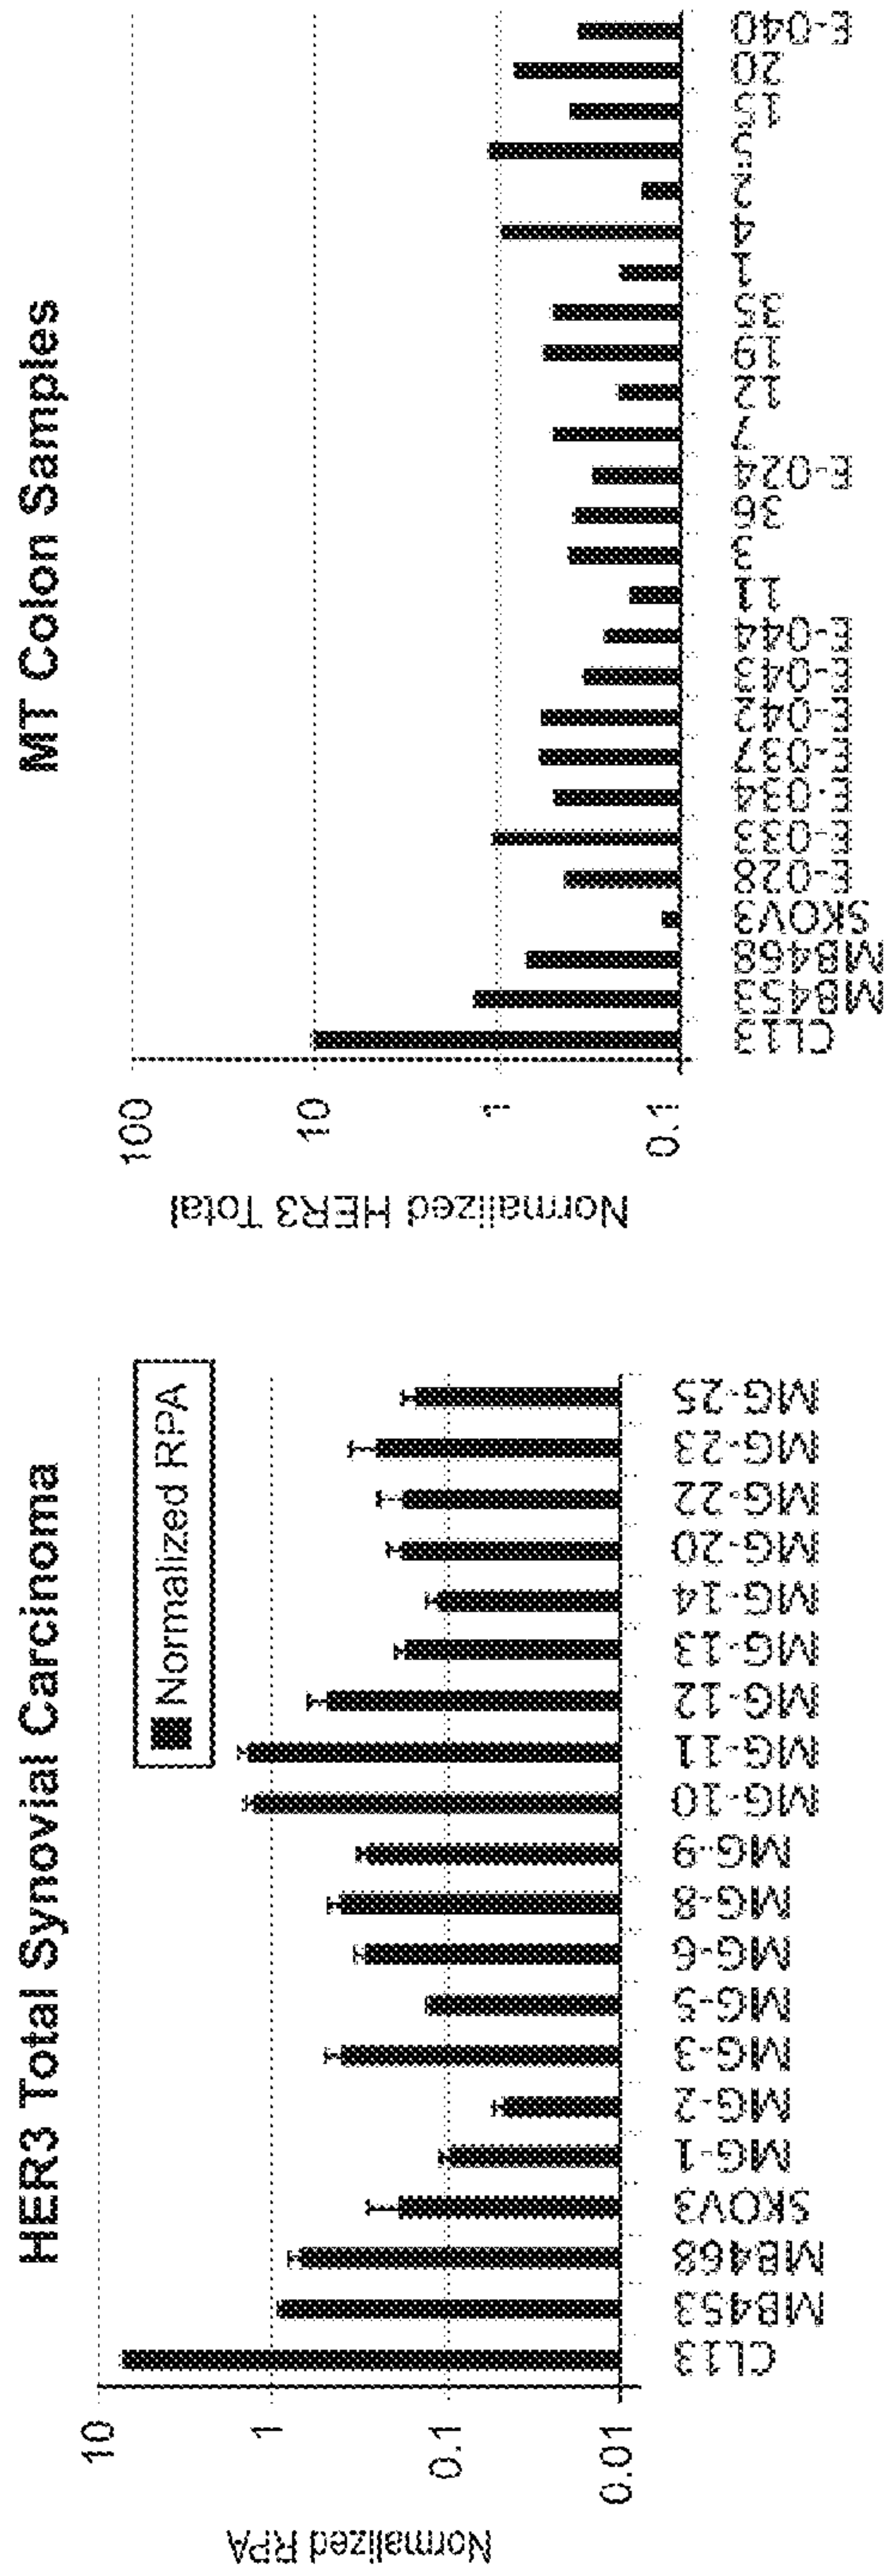 HER3 Total Synovial Carcinoma
Normalized RPA
Normalized RPA
10
1
0.1
0.01
CL13
MB453
MB468
SKOV3
MG-1
MG-2
MG-3
MG-5
MG-6
MG-8
MG-9
MG-10
MG-11
MG-12
MG-13
MG-14
MG-20
MG-22
MG-23
MG-25
MT Colon Samples
Normalized HER3 Total
100
10
1
0.1
CL13
MB453
MB468
SKOV3
E-028
E-033
E-034
E-037
E-042
E-043
E-044
11
3
36
E-024
7
12
19
35
1
4
2
5
15
20
E-040